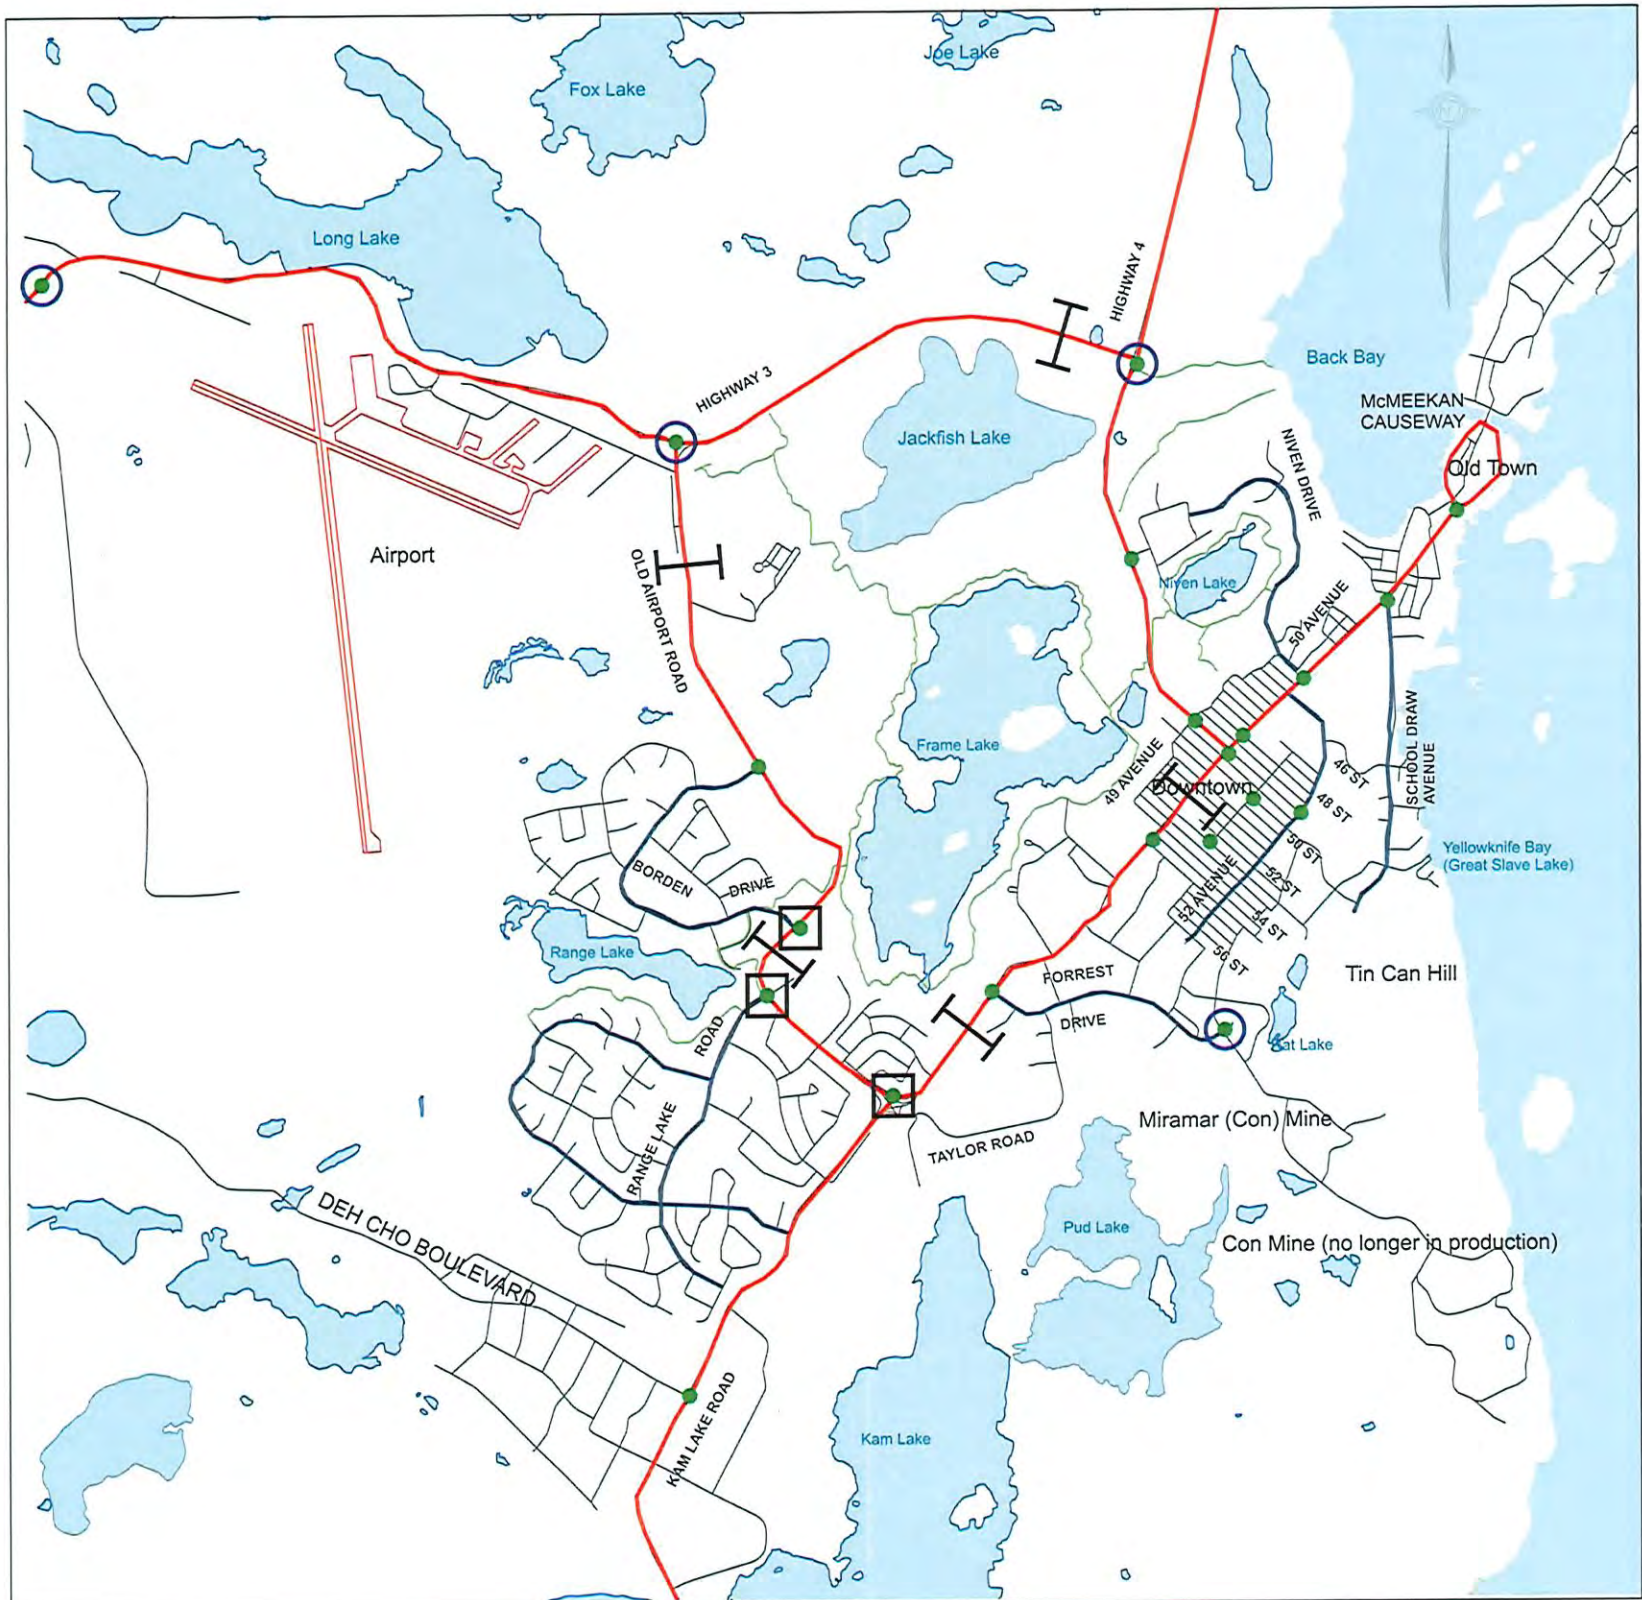 Joe Lake
Fox Lake
Long Lake
HIGHWAY 4
Back Bay
HIGHWAY 3
McMEEKAN
CAUSEWAY
Jackfish Lake
NIVEN DRIVE
Old Town
Airport
OLD AIRPORT ROAD
Niven Lake
50 AVENUE
Frame Lake
SCHOOL DRAW
AVENUE
49 AVENUE
46 ST
Downtown
48 ST
50 ST
Yellowknife Bay
(Great Slave Lake)
BORDEN
DRIVE
52 ST
52 AVENUE
54 ST
Range Lake
56 ST
FORREST
Tin Can Hill
DRIVE
ROAD
Rat Lake
RANGE LAKE
Miramar (Con) Mine
TAYLOR ROAD
DEH CHO BOULEVARD
Pud Lake
Con Mine (no longer in production)
KAM LAKE ROAD
Kam Lake